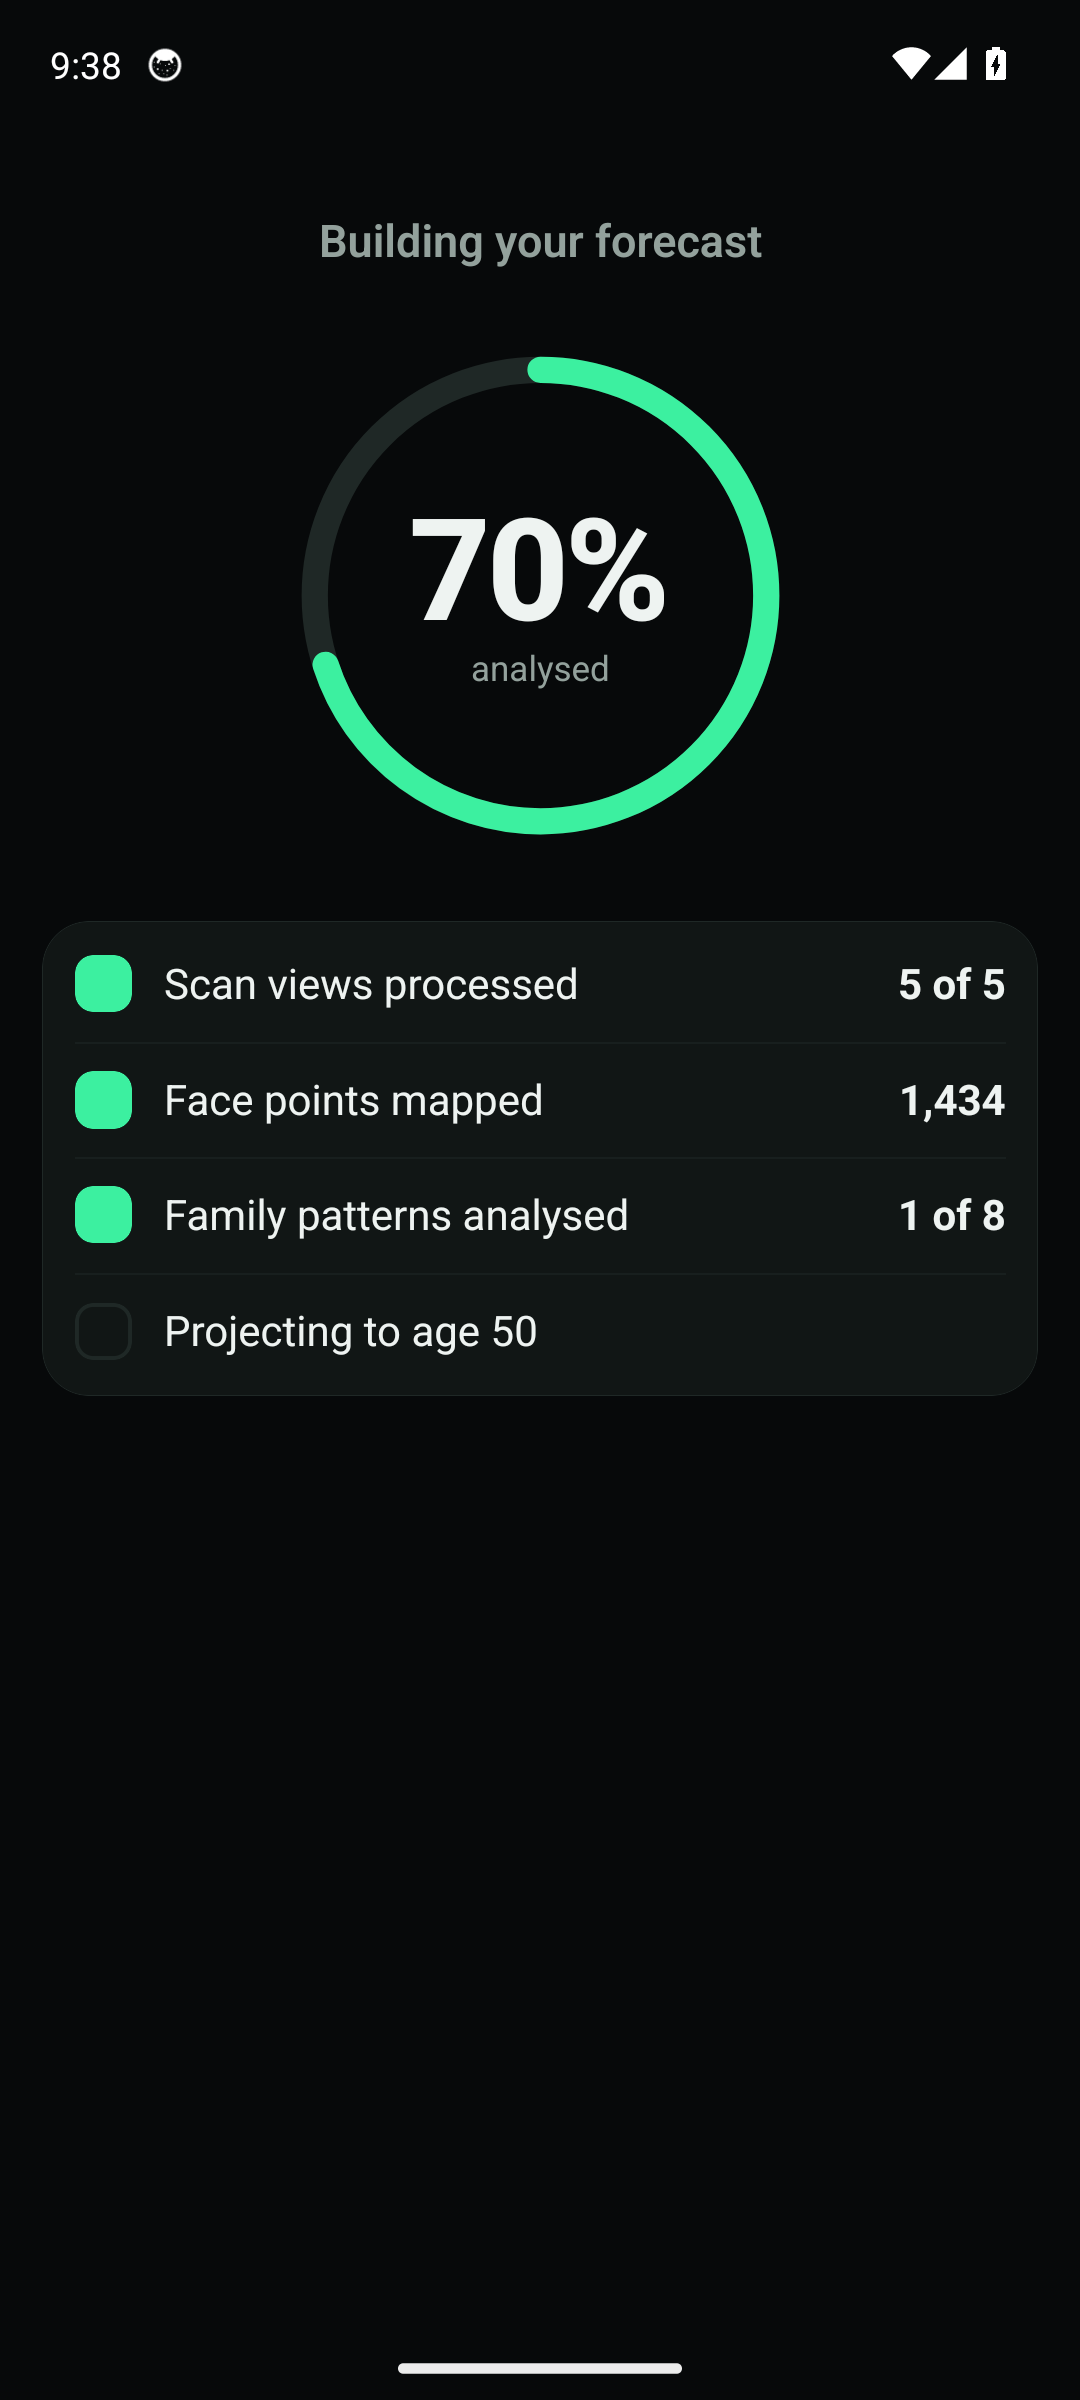 9:38
Building your forecast
70%
analysed
Scan views processed 5 of 5
Face points mapped 1,434
Family patterns analysed 1 of 8
Projecting to age 50